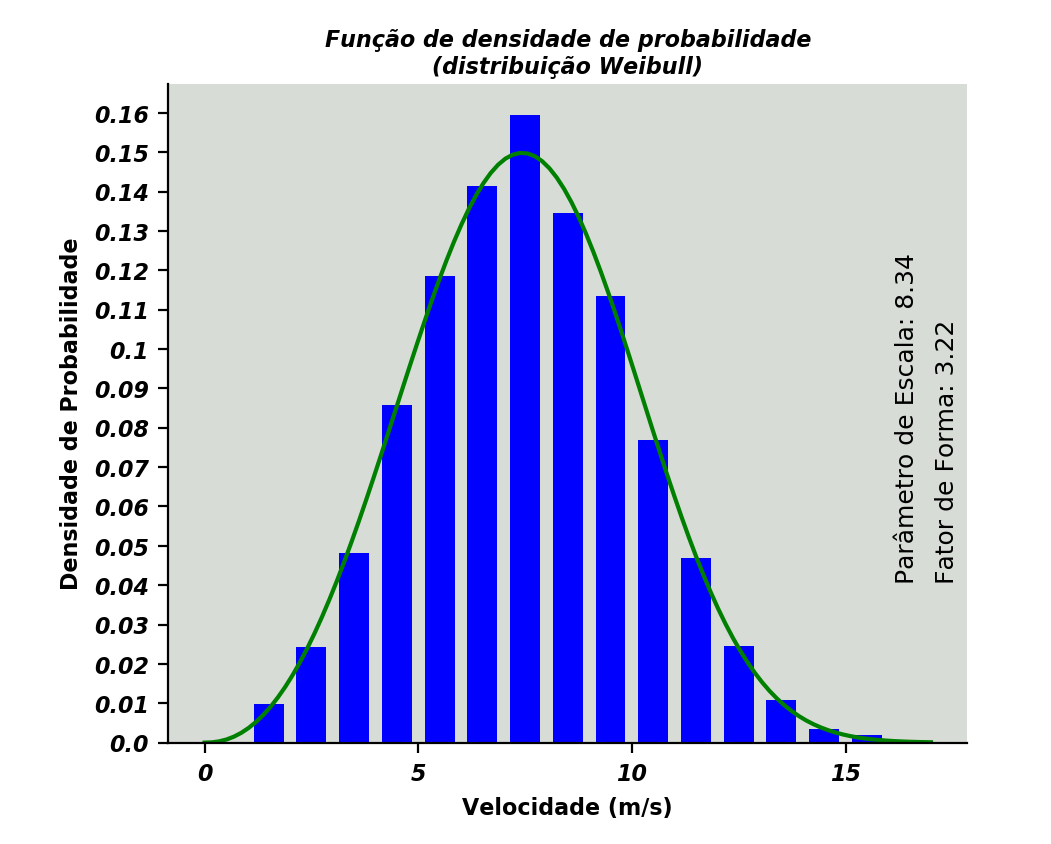 Função de densidade de probabilidade
(distribuição Weibull)
0.16
0.15
0.14
0.13
0.12
0.11
0.1
0.09
0.08
0.07
0.06
0.05
0.04
0.03
0.02
0.01
0.0
Densidade de Probabilidade
0 5 10 15
Velocidade (m/s)
Parâmetro de Escala: 8.34
Fator de Forma: 3.22